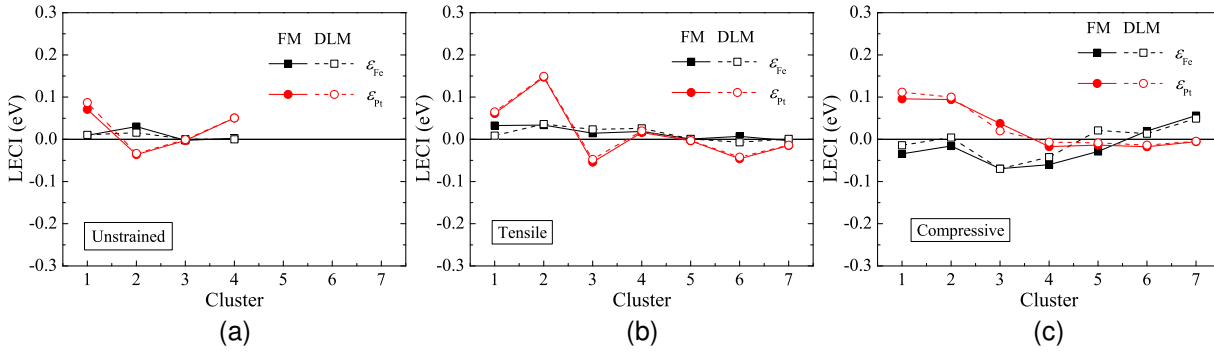 0.3
0.2
0.1
0.0
-0.1
-0.2
-0.3
LECI (eV)
FM DLM
εFe
εPt
Unstrained
1 2 3 4 5 6 7
Cluster
(a)
0.3
0.2
0.1
0.0
-0.1
-0.2
-0.3
LECI (eV)
FM DLM
εFe
εPt
Tensile
1 2 3 4 5 6 7
Cluster
(b)
0.3
0.2
0.1
0.0
-0.1
-0.2
-0.3
LECI (eV)
FM DLM
εFe
εPt
Compressive
1 2 3 4 5 6 7
Cluster
(c)